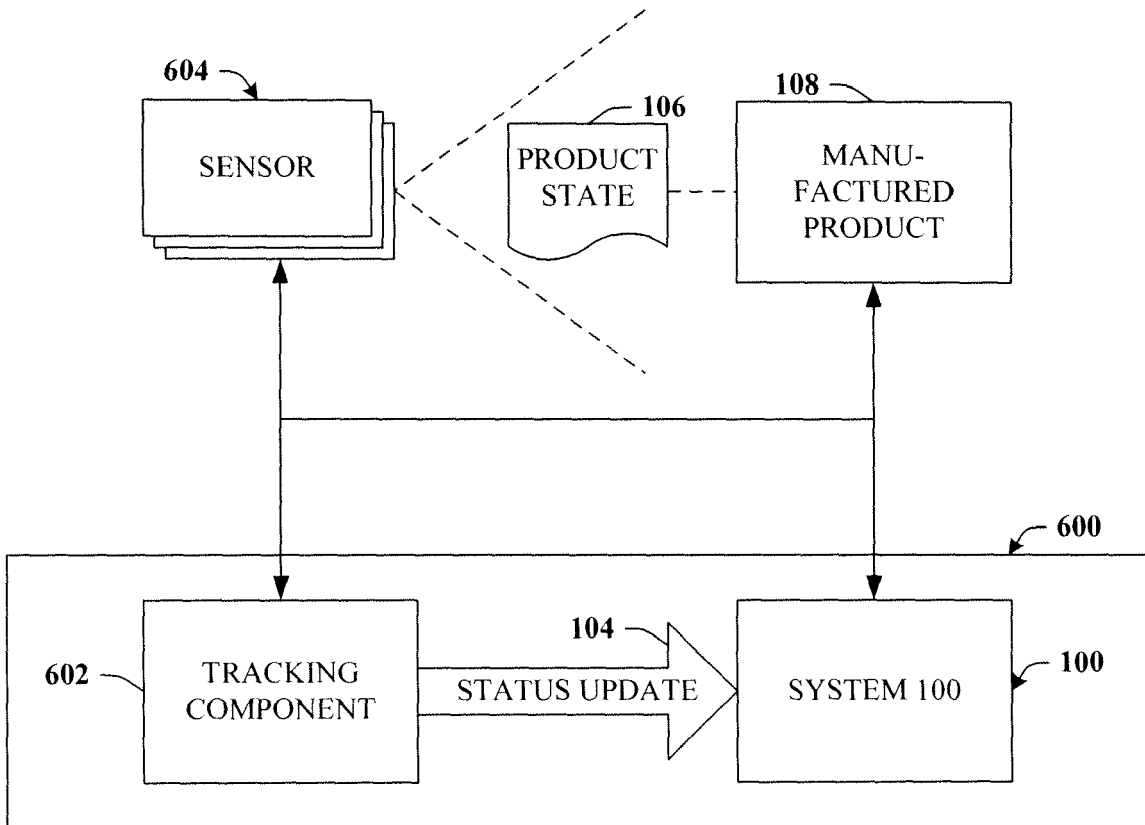 604
SENSOR
106
PRODUCT
STATE
108
MANU-
FACTURED
PRODUCT
600
602
TRACKING
COMPONENT
104
STATUS UPDATE
SYSTEM 100
100